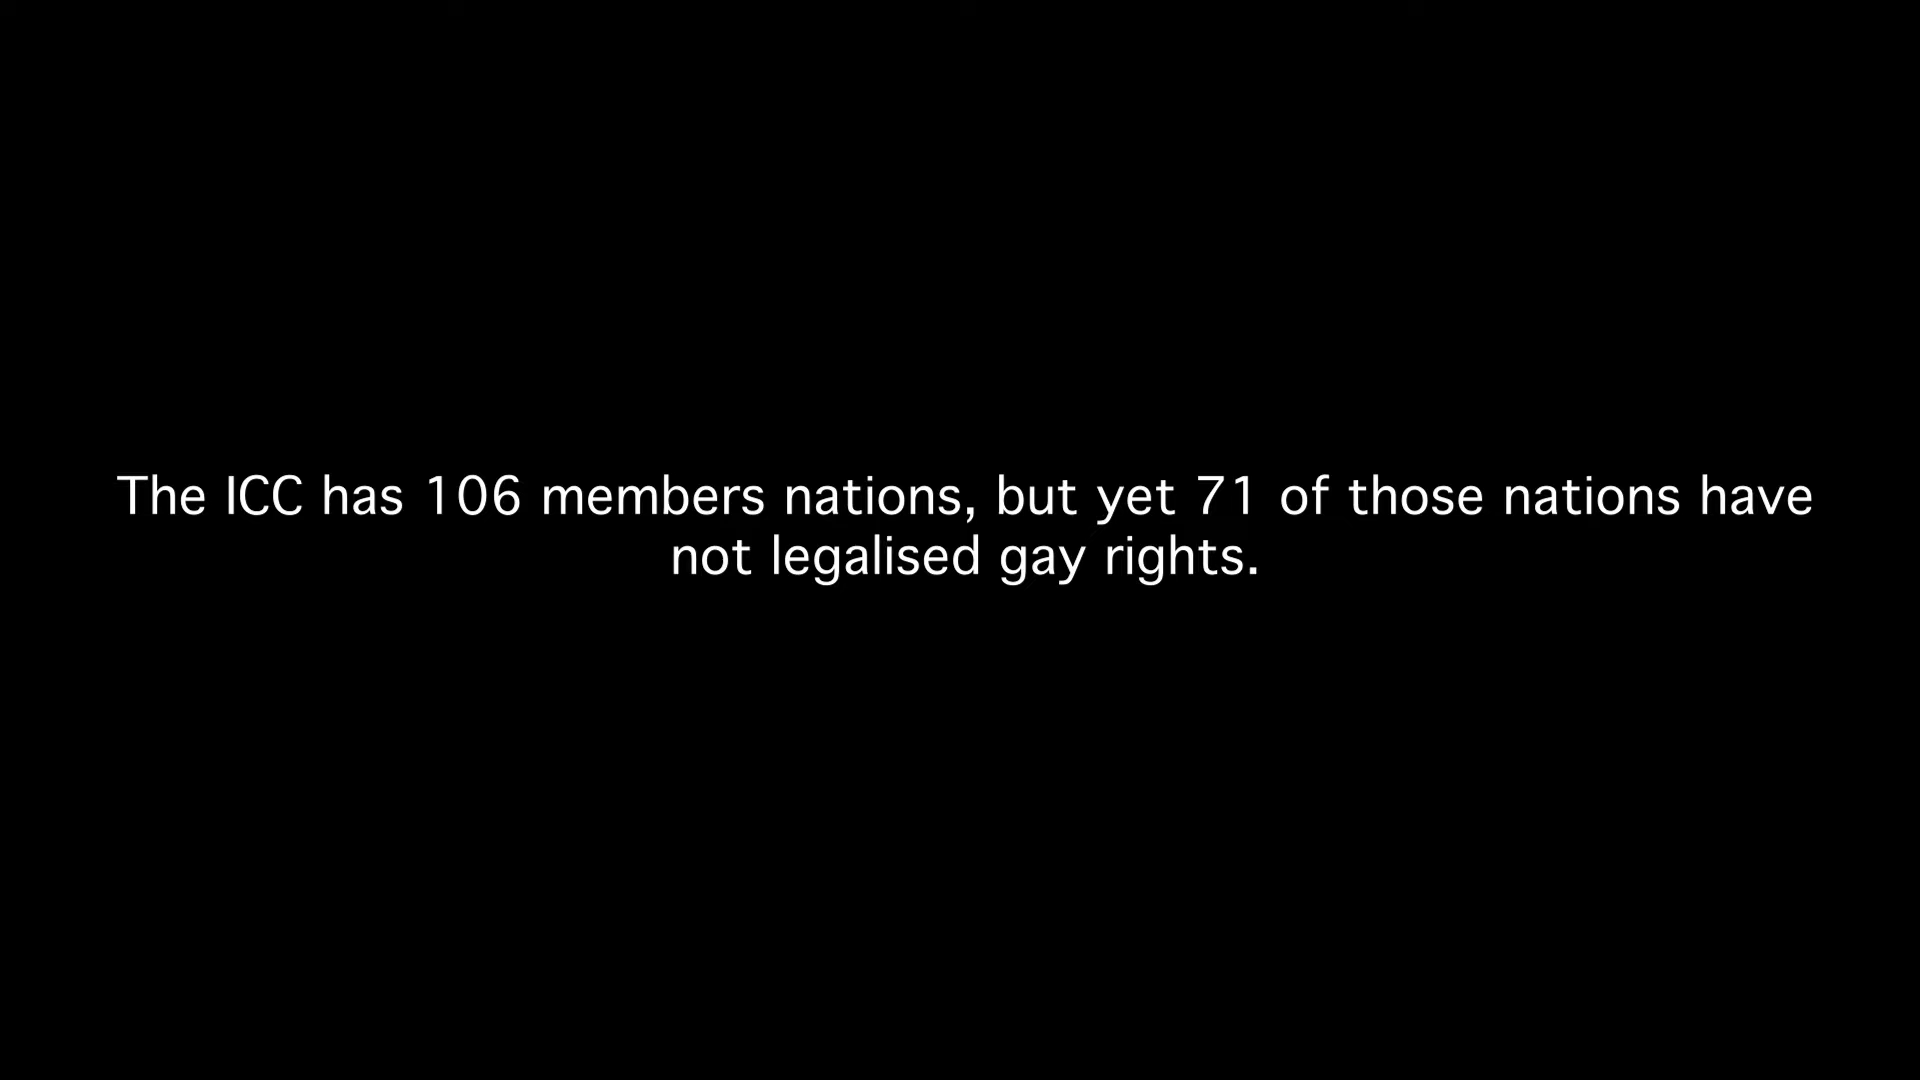 The ICC has 106 members nations, but yet 71 of those nations have
not legalised gay rights.